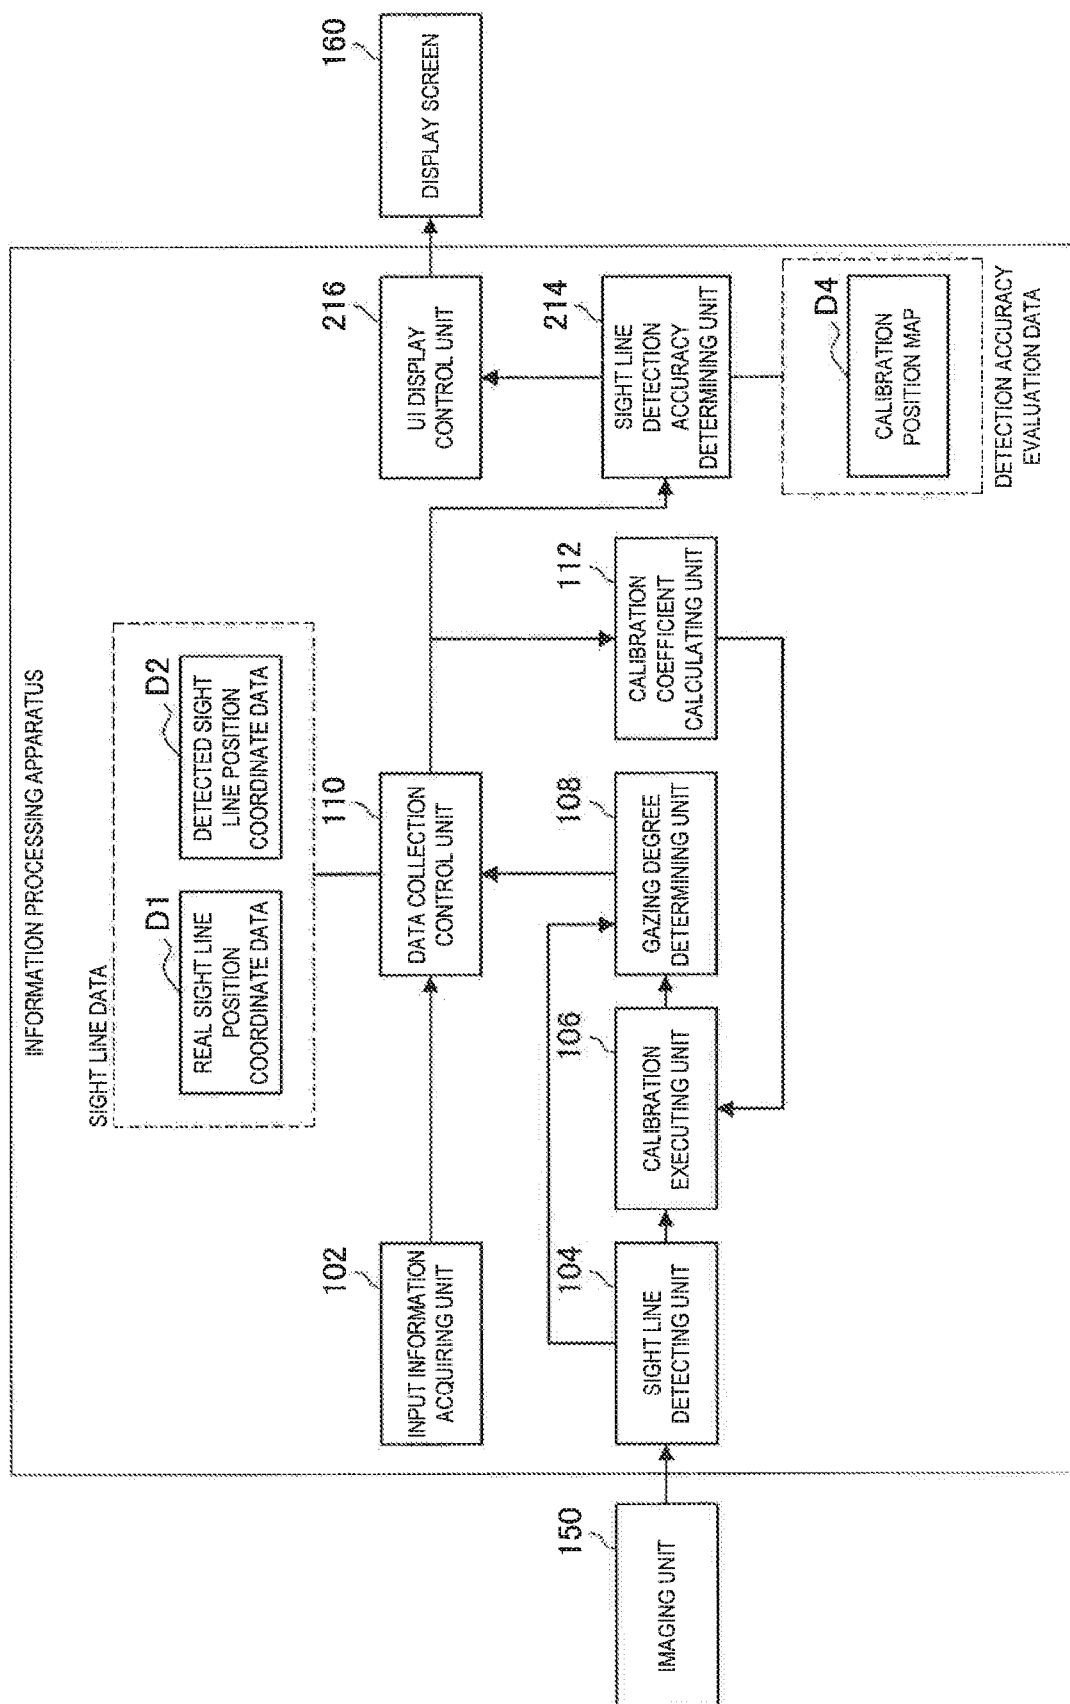 INFORMATION PROCESSING APPARATUS
SIGHT LINE DATA
D1
REAL SIGHT LINE
POSITION
COORDINATE DATA
D2
DETECTED SIGHT
LINE POSITION
COORDINATE DATA
102
INPUT INFORMATION
ACQUIRING UNIT
110
DATA COLLECTION
CONTROL UNIT
216
UI DISPLAY
CONTROL UNIT
160
DISPLAY SCREEN
150
IMAGING UNIT
104
SIGHT LINE
DETECTING UNIT
106
CALIBRATION
EXECUTING UNIT
108
GAZING DEGREE
DETERMINING UNIT
112
CALIBRATION
COEFFICIENT
CALCULATING UNIT
214
SIGHT LINE
DETECTION
ACCURACY
DETERMINING UNIT
D4
CALIBRATION
POSITION MAP
DETECTION ACCURACY
EVALUATION DATA